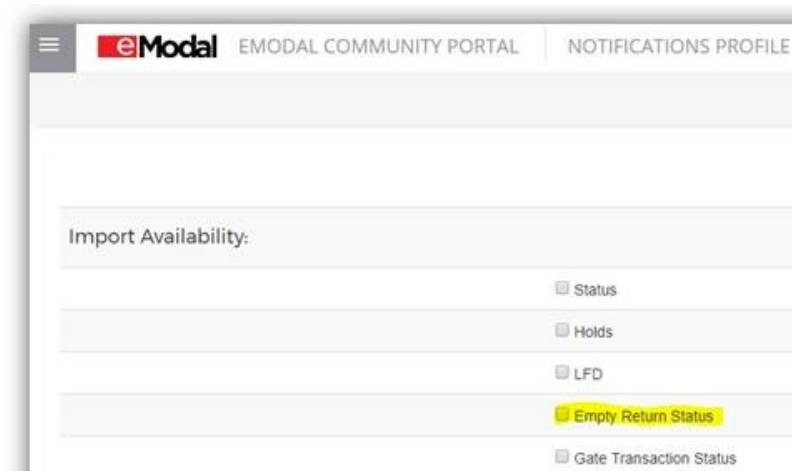 eModal EMODAL COMMUNITY PORTAL NOTIFICATIONS PROFILE
Import Availability:
Status
Holds
LFD
Empty Return Status
Gate Transaction Status